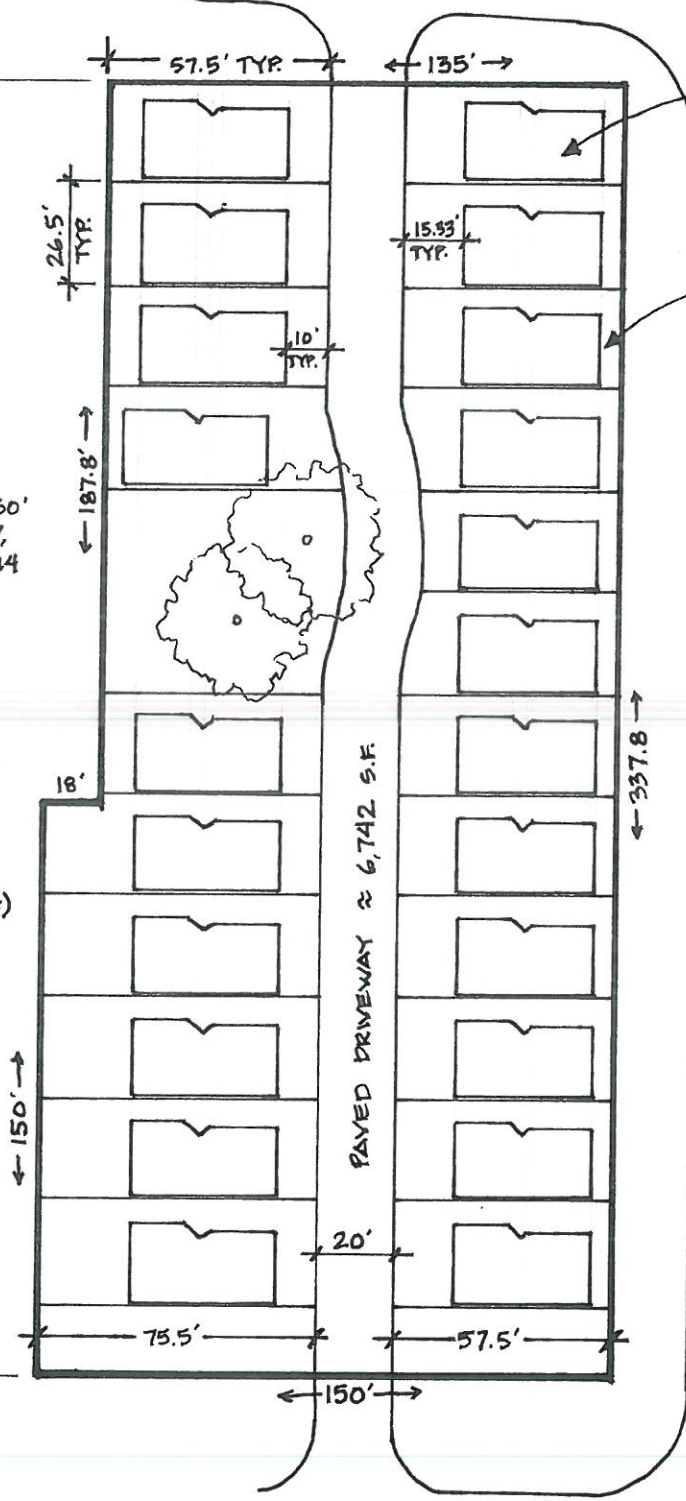 57.5' TYP.
135'
26.5'
TYP.
15.33'
TYP.
10'
TYP.
187.8'
18'
337.8
PAVED DRIVEWAY ≈ 6,742 S.F.
150'
20'
75.5'
57.5'
150'